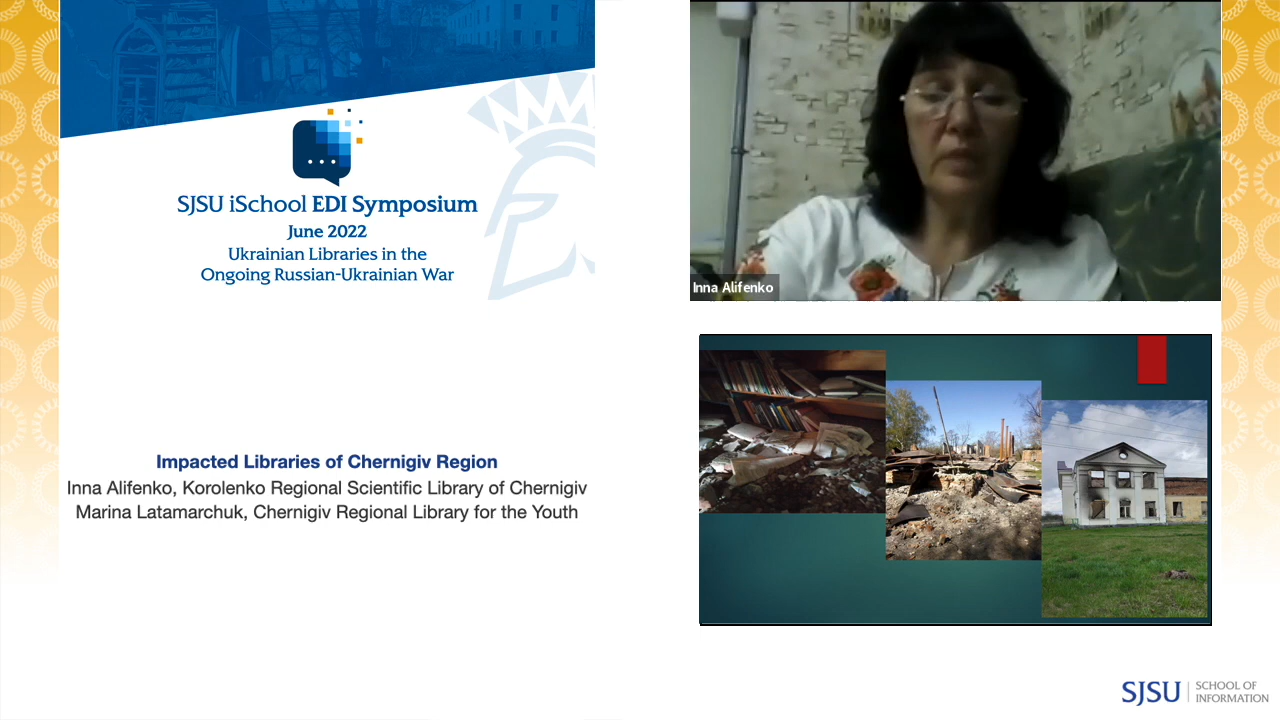 SJSU iSchool EDI Symposium
June 2022
Ukrainian Libraries in the
Ongoing Russian-Ukrainian War
Inna Alifenko
Impacted Libraries of Chernigiv Region
Inna Alifenko, Korolenko Regional Scientific Library of Chernigiv
Marina Latamarchuk, Chernigiv Regional Library for the Youth
SJSU
SCHOOL OF
INFORMATION